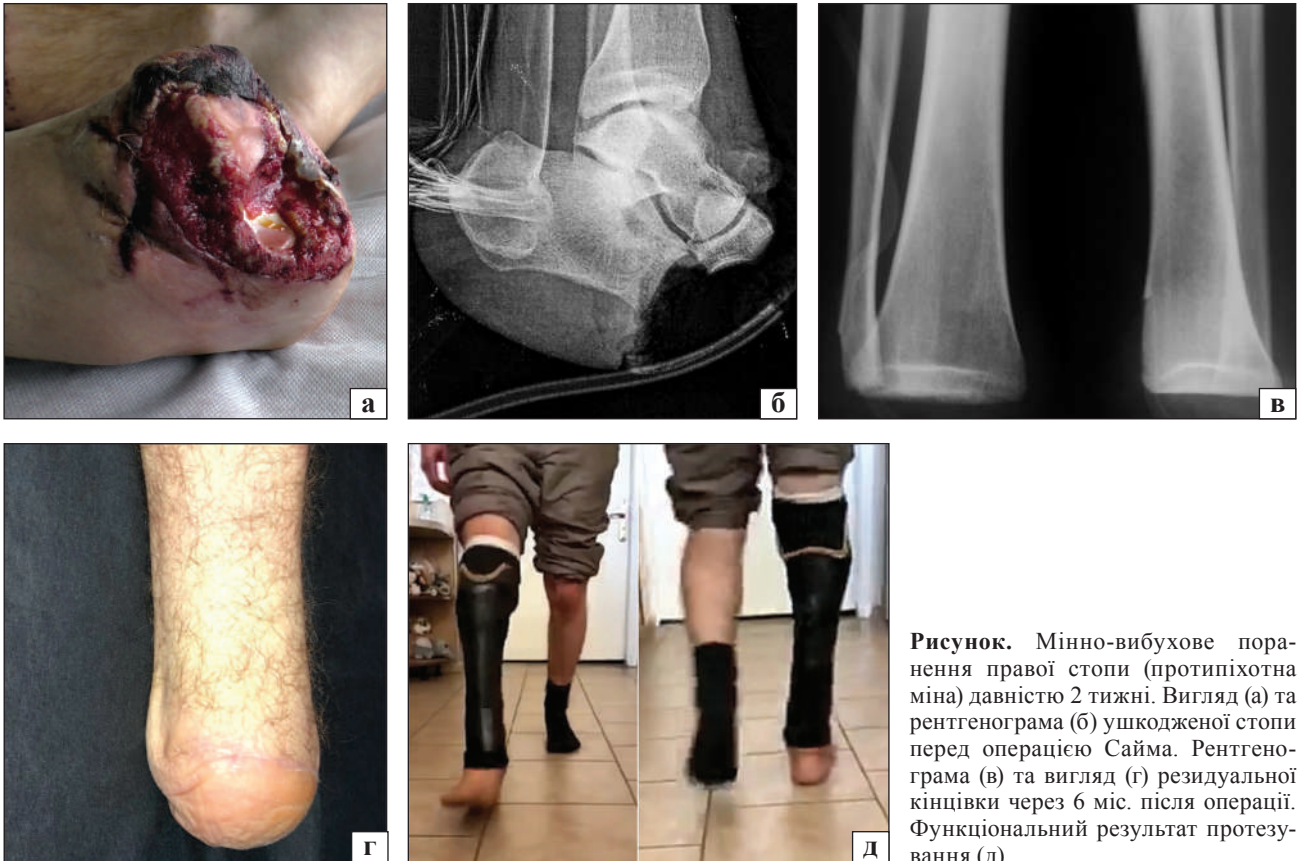 а
б
в
г
д
Рисунок. Мінно-вибухове пора-
нення правої стопи (протипіхотна
міна) давністю 2 тижні. Вигляд (а) та
рентгенограма (б) ушкодженої стопи
перед операцією Сайма. Рентгено-
грама (в) та вигляд (г) резидуальної
кінцівки через 6 міс. після операції.
Функціональний результат протезу-
вання (д)